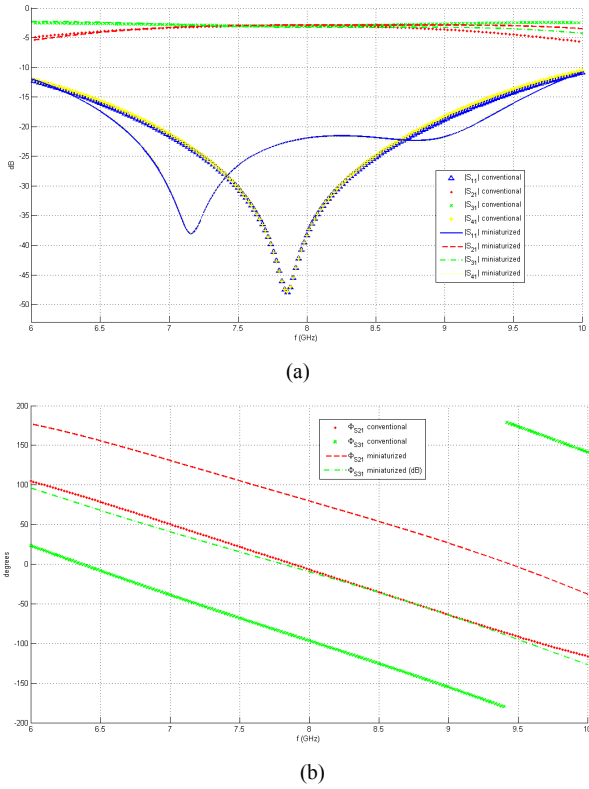 0
-5
-10
-15
-20
-25
-30
-35
-40
-45
-50
dB
|S11| conventional
|S21| conventional
|S31| conventional
|S41| conventional
|S11| miniaturized
|S21| miniaturized
|S31| miniaturized
|S41| miniaturized
6 6.5 7 7.5 8 8.5 9 9.5 10
f (GHz)
(a)
200
150
100
50
0
-50
-100
-150
-200
degrees
ΦS21 conventional
ΦS31 conventional
ΦS21 miniaturized
ΦS31 miniaturized (dB)
6 6.5 7 7.5 8 8.5 9 9.5 10
f (GHz)
(b)